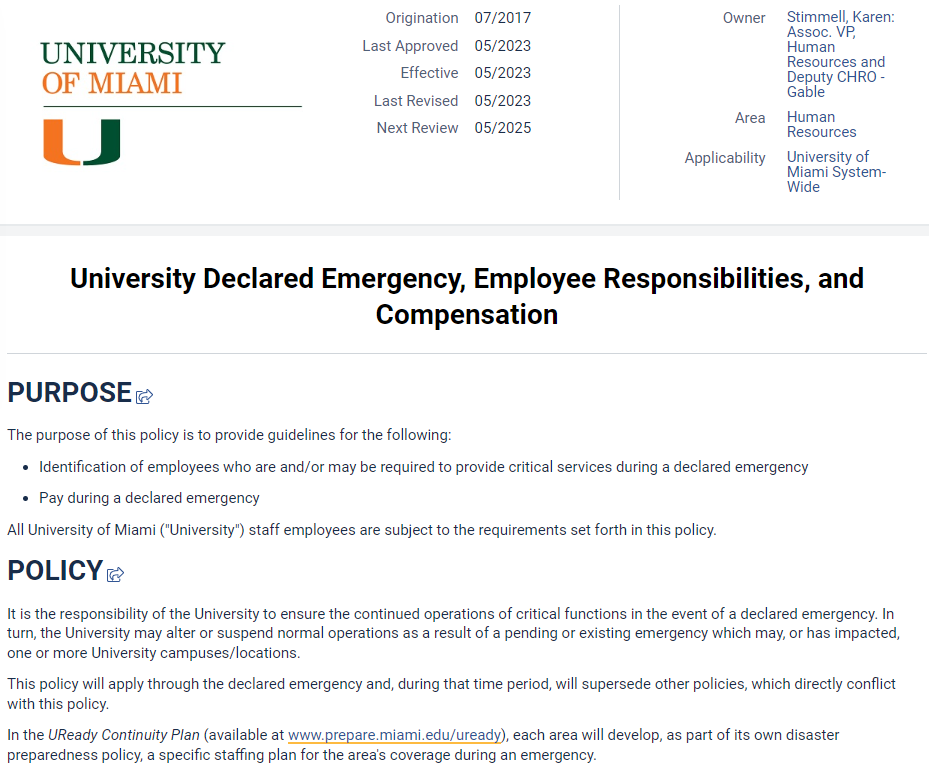 UNIVERSITY
OF MIAMI
Origination 07/2017
Last Approved 05/2023
Effective 05/2023
Last Revised 05/2023
Next Review 05/2025
Owner Stimmell, Karen:
Assoc. VP,
Human
Resources and
Deputy CHRO -
Gable
Area Human
Resources
Applicability University of
Miami System-
Wide
University Declared Emergency, Employee Responsibilities, and
Compensation
PURPOSE
The purpose of this policy is to provide guidelines for the following:
• Identification of employees who are and/or may be required to provide critical services during a declared emergency
• Pay during a declared emergency
All University of Miami ("University") staff employees are subject to the requirements set forth in this policy.
POLICY
It is the responsibility of the University to ensure the continued operations of critical functions in the event of a declared emergency. In
turn, the University may alter or suspend normal operations as a result of a pending or existing emergency which may, or has impacted,
one or more University campuses/locations.
This policy will apply through the declared emergency and, during that time period, will supersede other policies, which directly conflict
with this policy.
In the UReady Continuity Plan (available at www.prepare.miami.edu/uready), each area will develop, as part of its own disaster
preparedness policy, a specific staffing plan for the area's coverage during an emergency.